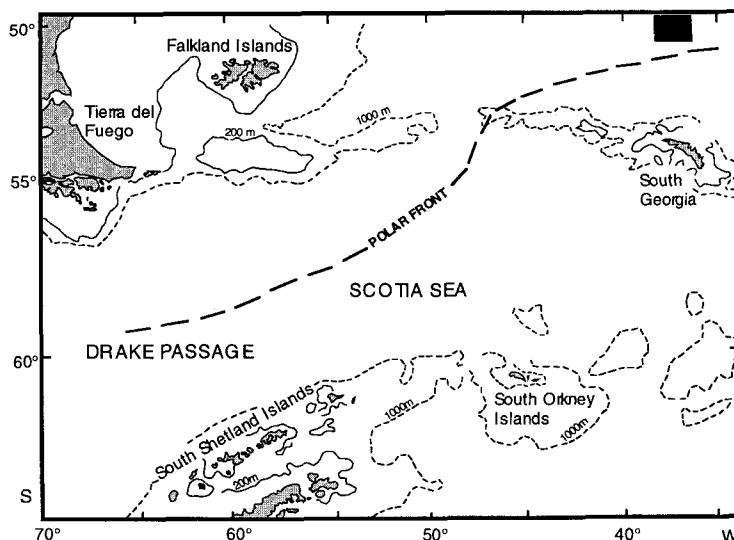 50°
Falkland Islands
Tierra del
Fuego
1000 m
200 m
55°
South
Georgia
POLAR FRONT
SCOTIA SEA
DRAKE PASSAGE
60°
South Shetland Islands
1000m
South Orkney
Islands
1000m
200m
S
70°
60°
50°
40°
W